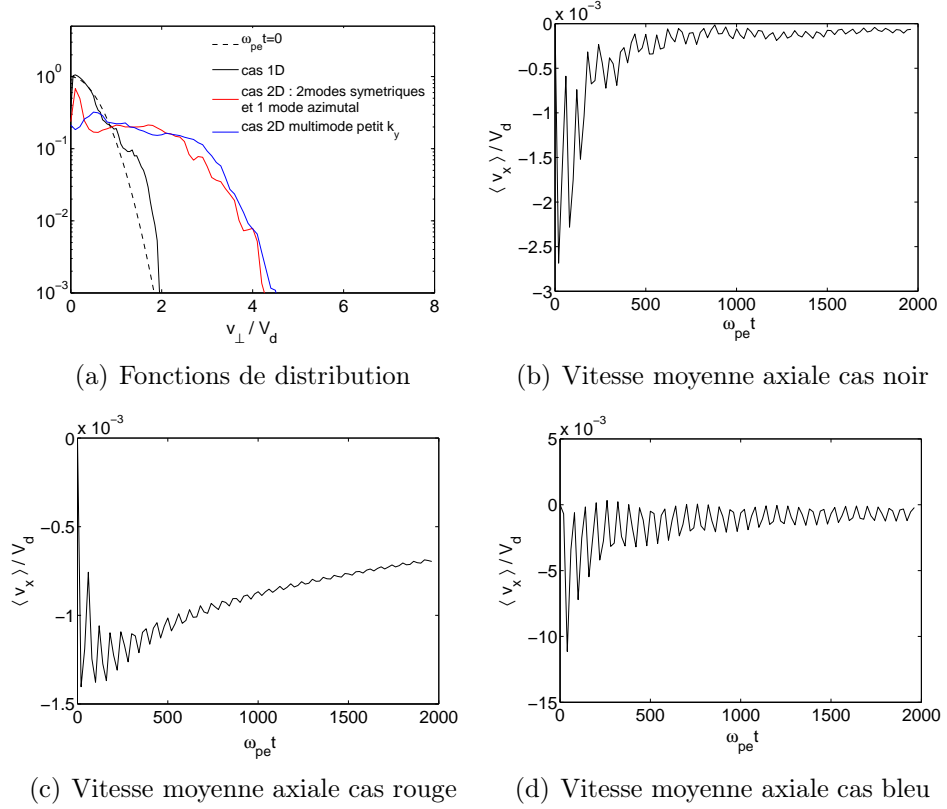 ω_pe t=0
cas 1D
cas 2D : 2modes symetriques
et 1 mode azimutal
cas 2D multimode petit k_y
10^0
10^-1
10^-2
10^-3
0 2 4 6 8
v_⊥ / V_d
(a) Fonctions de distribution
x 10^-3
0
−0.5
−1
−1.5
−2
−2.5
−3
⟨ v_x ⟩ / V_d
0 500 1000 1500 2000
ω_pe t
(b) Vitesse moyenne axiale cas noir
x 10^-3
0
−0.5
−1
−1.5
⟨ v_x ⟩ / V_d
0 500 1000 1500 2000
ω_pe t
(c) Vitesse moyenne axiale cas rouge
x 10^-3
5
0
−5
−10
−15
⟨ v_x ⟩ / V_d
0 500 1000 1500 2000
ω_pe t
(d) Vitesse moyenne axiale cas bleu